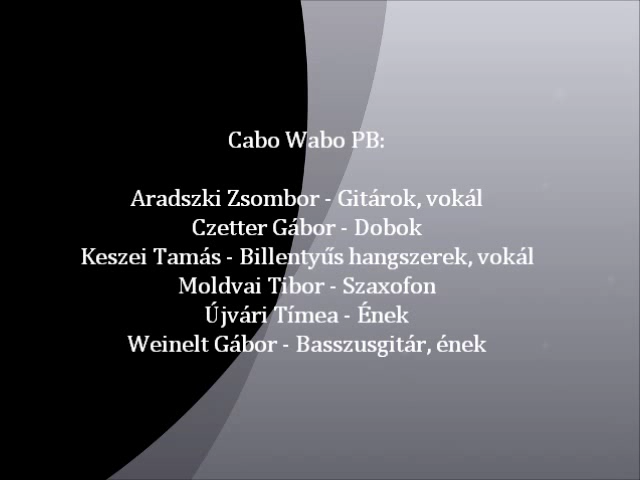 Cabo Wabo PB:
Aradszki Zsombor - Gitárok, vokál
Czetter Gábor - Dobok
Keszei Tamás - Billentyűs hangszerek, vokál
Moldvai Tibor - Szaxofon
Újvári Tímea - Ének
Weinelt Gábor - Basszusgitár, ének